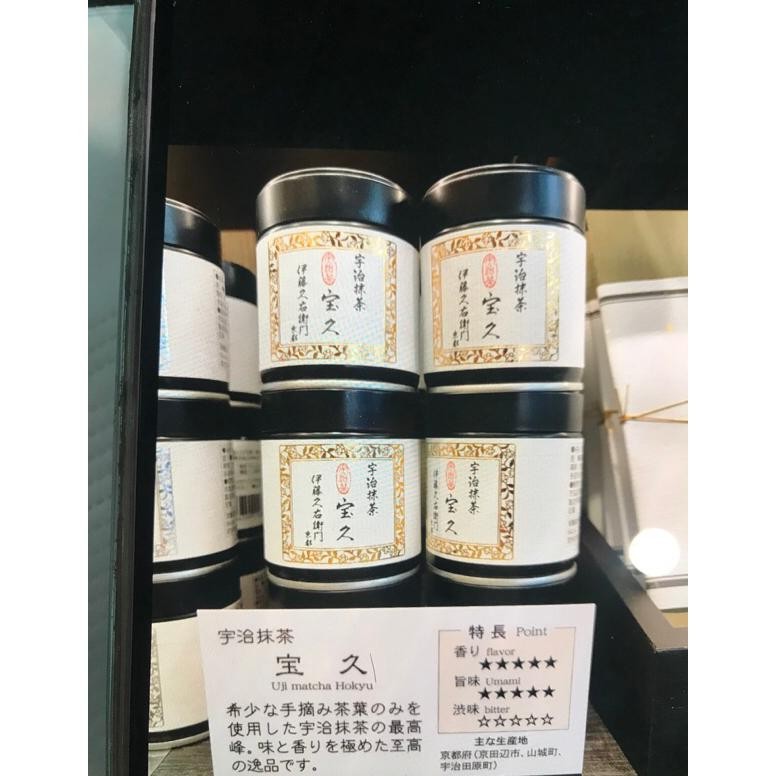 宇治抹茶
宝久
伊藤久右衛門
京都
宇治抹茶
宝久
伊藤久右衛門
京都
宇治抹茶
宝久
伊藤久右衛門
京都
宇治抹茶
宝久
伊藤久右衛門
京都
宇治抹茶
宝 久
Uji matcha Hokyu
希少な手摘み茶葉のみを
使用した宇治抹茶の最高
峰。味と香りを極めた至高
の逸品です。
特長 Point
香り flavor
★★★★★
旨味 Umami
★★★★★
渋味 bitter
☆☆☆☆☆
主な生産地
京都府（京田辺市、山城町、
宇治田原町）